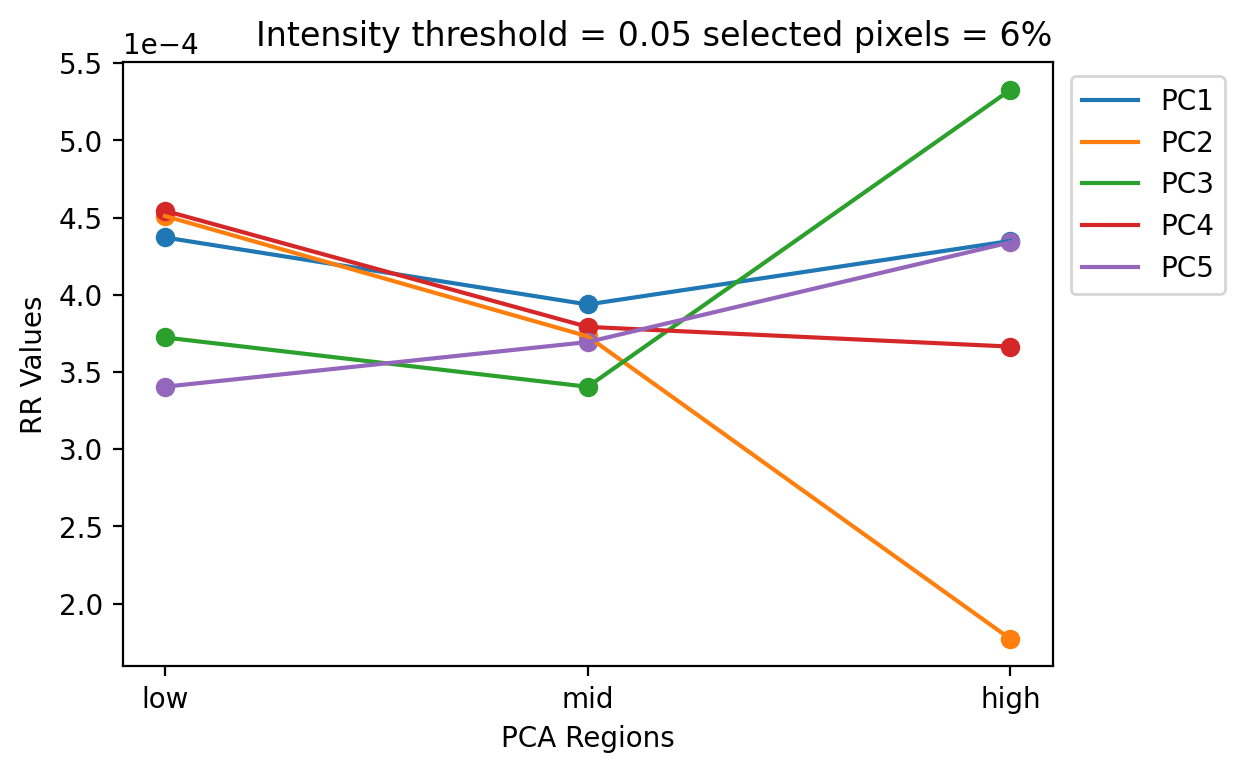 Intensity threshold = 0.05 selected pixels = 6%
1e−4
5.5
5.0
4.5
4.0
3.5
3.0
2.5
2.0
RR Values
low
mid
high
PCA Regions
PC1
PC2
PC3
PC4
PC5